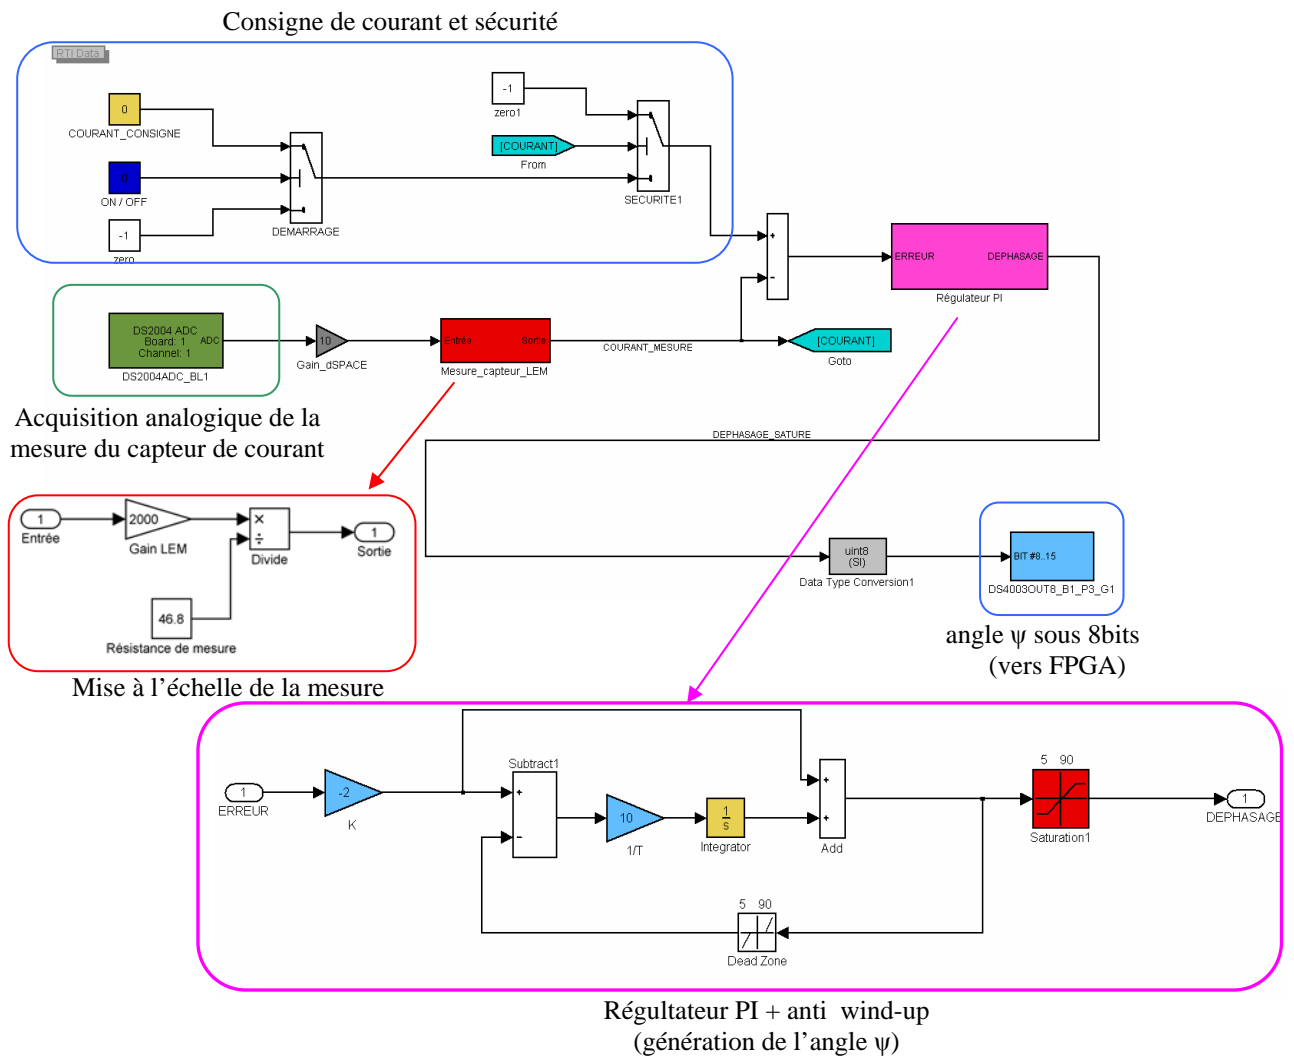 Consigne de courant et sécurité
RTI Data
0
COURANT_CONSIGNE
0
ON / OFF
-1
zero
DEMARRAGE
-1
zero1
[COURANT]
From
SECURITE1
+
-
ERREUR
DEPHASAGE
Régulateur PI
DS2004 ADC
Board: 1
Channel: 1
ADC
DS2004ADC_BL1
10
Gain_dSPACE
Entrée
Sortie
Mesure_capteur_LEM
COURANT_MESURE
[COURANT]
Goto
Acquisition analogique de la
mesure du capteur de courant
DEPHASAGE_SATURE
1
Entrée
2000
Gain LEM
×
÷
Divide
1
Sortie
46.8
Résistance de mesure
Mise à l’échelle de la mesure
uint8
(SI)
Data Type Conversion1
BIT #8..15
DS4003OUT8_B1_P3_G1
angle ψ sous 8bits
(vers FPGA)
1
ERREUR
-2
K
Subtract1
+
-
10
1/T
1
s
Integrator
+
+
Add
5 90
Saturation1
1
DEPHASAGE
5 90
Dead Zone
Régultateur PI + anti wind-up
(génération de l’angle ψ)